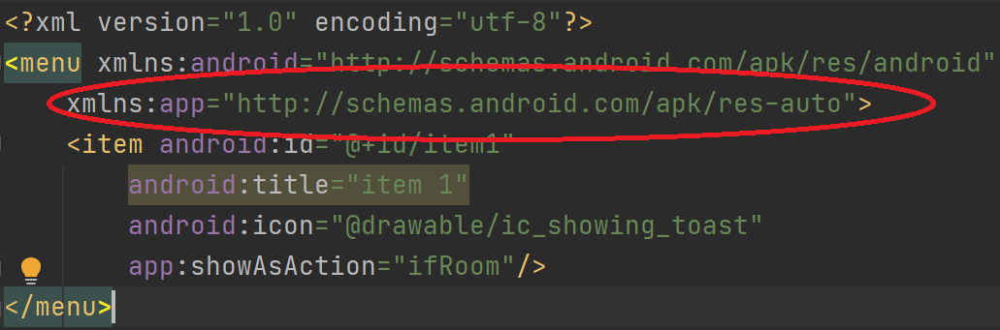 <?xml version="1.0" encoding="utf-8"?>
<menu xmlns:android="http://schemas.android.com/apk/res/android"
xmlns:app="http://schemas.android.com/apk/res-auto">
<item android:id="@+id/item1"
android:title="item 1"
android:icon="@drawable/ic_showing_toast"
app:showAsAction="ifRoom"/>
</menu>